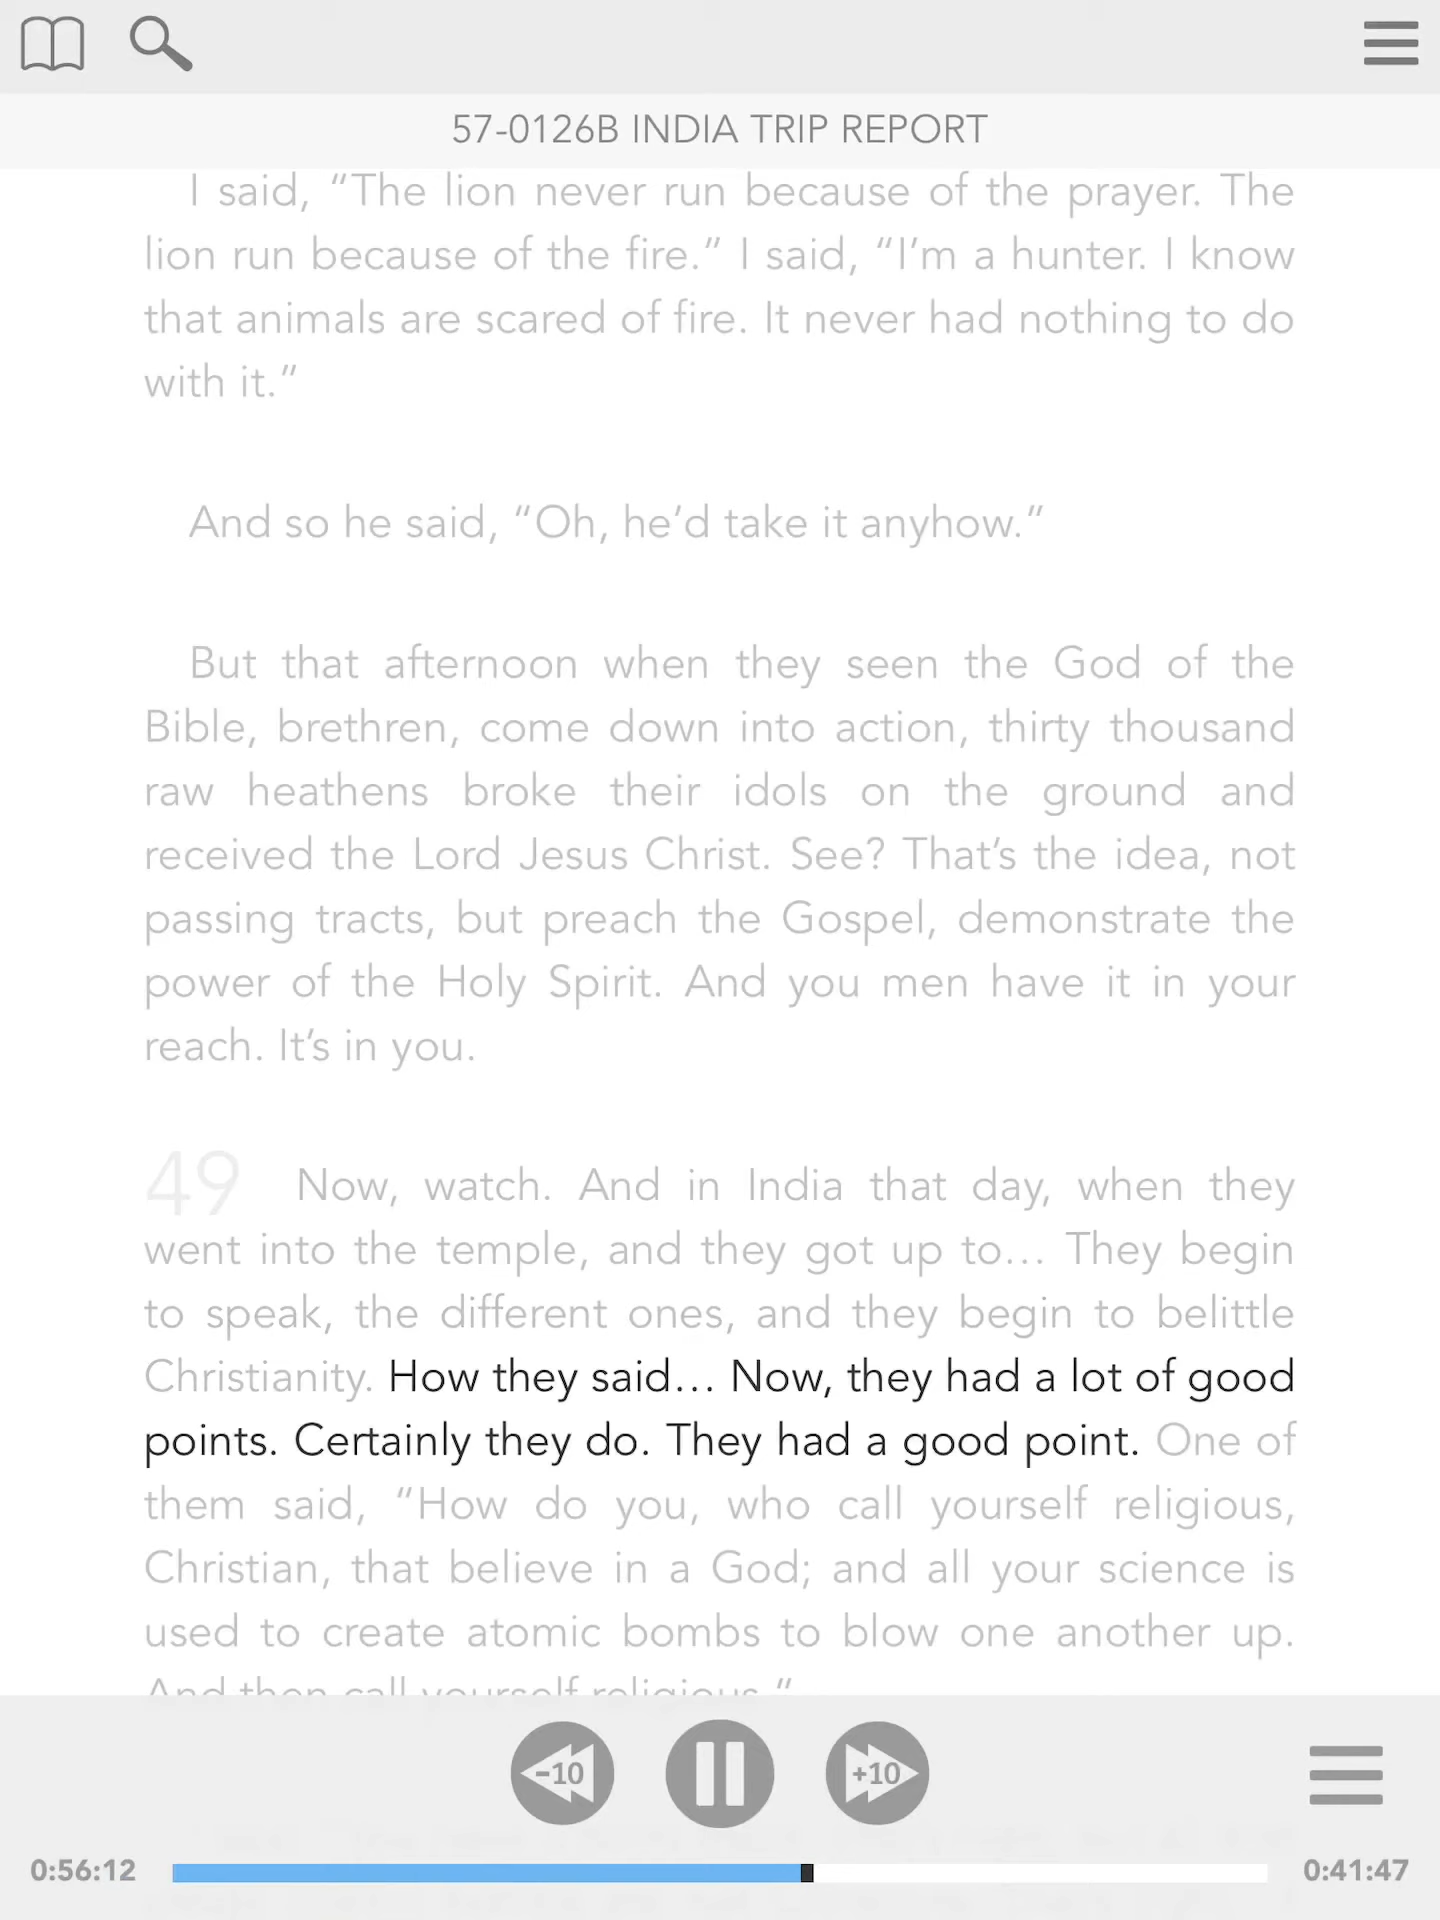 57-0126B INDIA TRIP REPORT
I said, “The lion never run because of the prayer. The
lion run because of the fire.” I said, “I’m a hunter. I know
that animals are scared of fire. It never had nothing to do
with it.”
And so he said, “Oh, he’d take it anyhow.”
But that afternoon when they seen the God of the
Bible, brethren, come down into action, thirty thousand
raw heathens broke their idols on the ground and
received the Lord Jesus Christ. See? That’s the idea, not
passing tracts, but preach the Gospel, demonstrate the
power of the Holy Spirit. And you men have it in your
reach. It’s in you.
49 Now, watch. And in India that day, when they
went into the temple, and they got up to… They begin
to speak, the different ones, and they begin to belittle
Christianity. How they said… Now, they had a lot of good
points. Certainly they do. They had a good point. One of
them said, “How do you, who call yourself religious,
Christian, that believe in a God; and all your science is
used to create atomic bombs to blow one another up.
And then call yourself religious.”
-10 +10
0:56:12 0:41:47